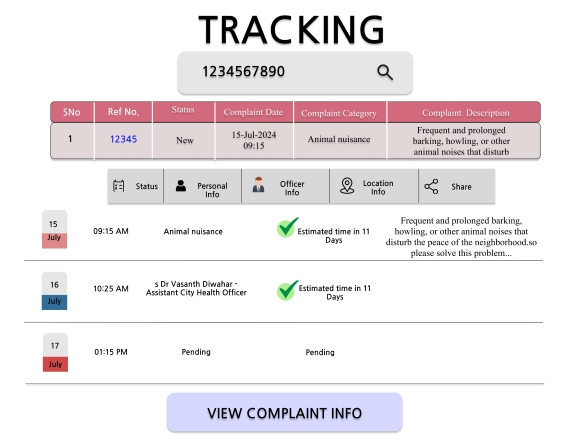 TRACKING
1234567890
SNo Ref No. Status Complaint Date Complaint Category Complaint Description
1 12345 New 15-Jul-2024 09:15 Animal nuisance Frequent and prolonged
barking, howling, or other
animal noises that disturb
Status Personal Info Officer Info Location Info Share
15 July 09:15 AM Animal nuisance Estimated time in 11 Days Frequent and prolonged barking,
howling, or other animal noises that
disturb the peace of the neighborhood.so
please solve this problem...
16 July 10:25 AM s Dr Vasanth Diwahar -
Assistant City Health Officer Estimated time in 11 Days
17 July 01:15 PM Pending Pending
VIEW COMPLAINT INFO